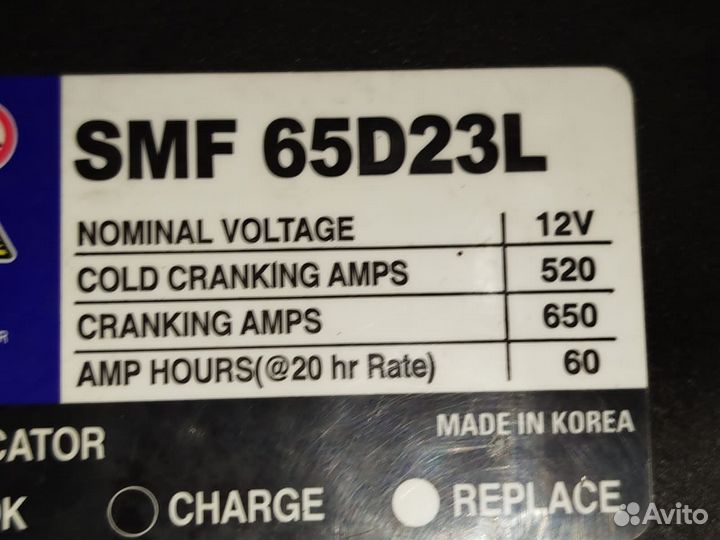 SMF 65D23L
NOMINAL VOLTAGE 12V
COLD CRANKING AMPS 520
CRANKING AMPS 650
AMP HOURS(@20 hr Rate) 60
MADE IN KOREA
CATOR
OK CHARGE REPLACE
Avito